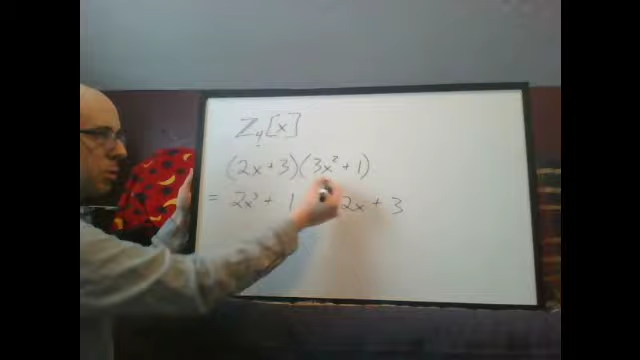 ℤ₄[x]
(2x+3)(3x²+1)
= 2x³ + 1 2x + 3